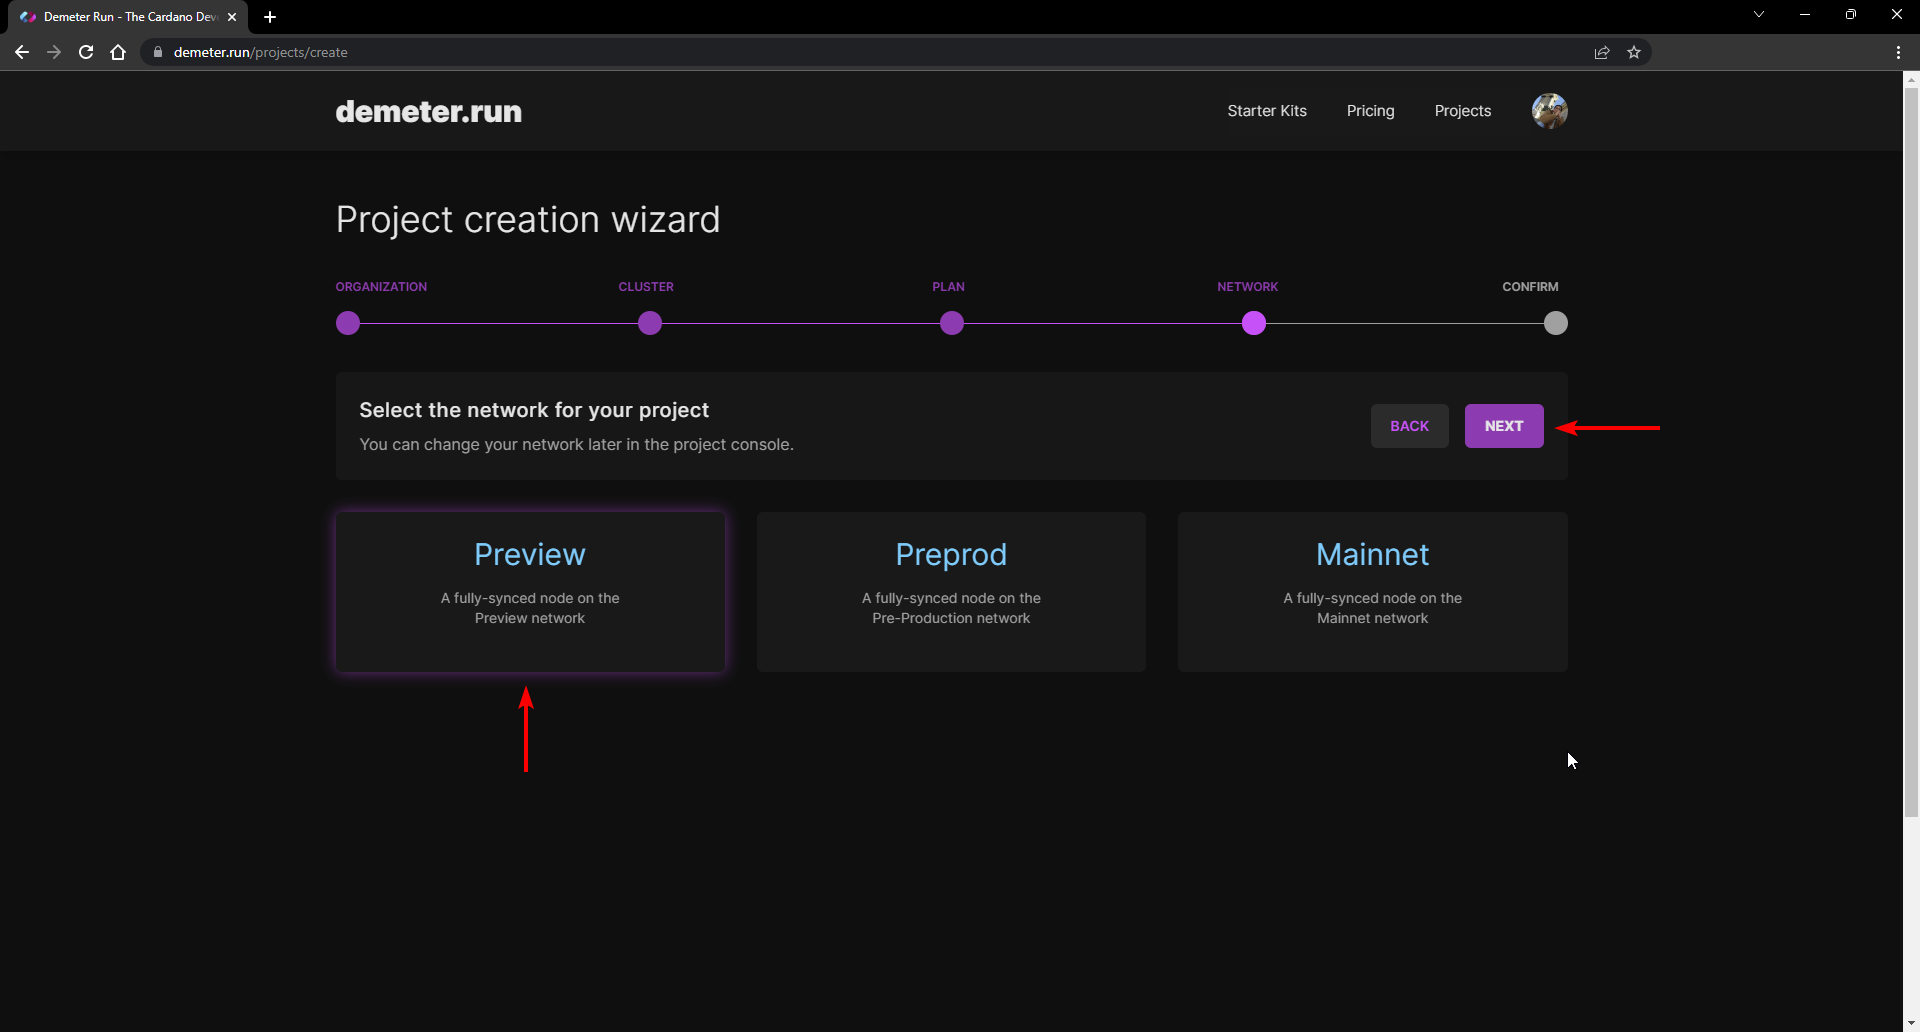 Demeter Run - The Cardano Dev
demeter.run/projects/create
demeter.run
Starter Kits
Pricing
Projects
Project creation wizard
ORGANIZATION
CLUSTER
PLAN
NETWORK
CONFIRM
Select the network for your project
You can change your network later in the project console.
BACK
NEXT
Preview
A fully-synced node on the
Preview network
Preprod
A fully-synced node on the
Pre-Production network
Mainnet
A fully-synced node on the
Mainnet network